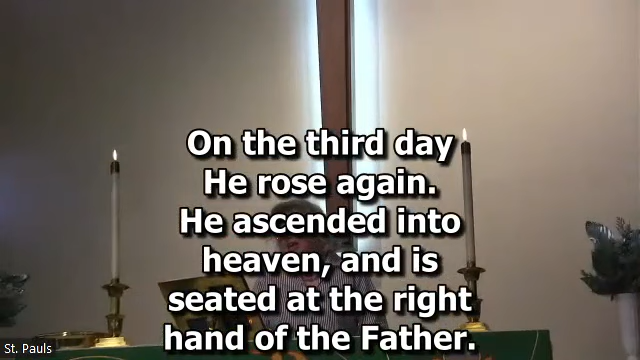 On the third day
He rose again.
He ascended into
heaven, and is
seated at the right
hand of the Father.
St. Pauls